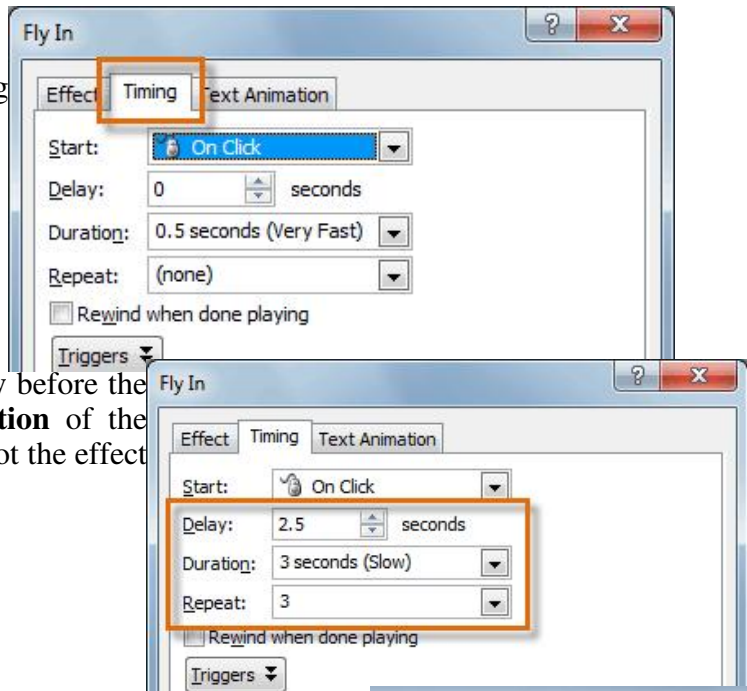 Fly In
Effect Timing Text Animation
Start: On Click
Delay: 0 seconds
Duration: 0.5 seconds (Very Fast)
Repeat: (none)
Rewind when done playing
Triggers
before the
of the
the effect
Fly In
Effect Timing Text Animation
Start: On Click
Delay: 2.5 seconds
Duration: 3 seconds (Slow)
Repeat: 3
Rewind when done playing
Triggers